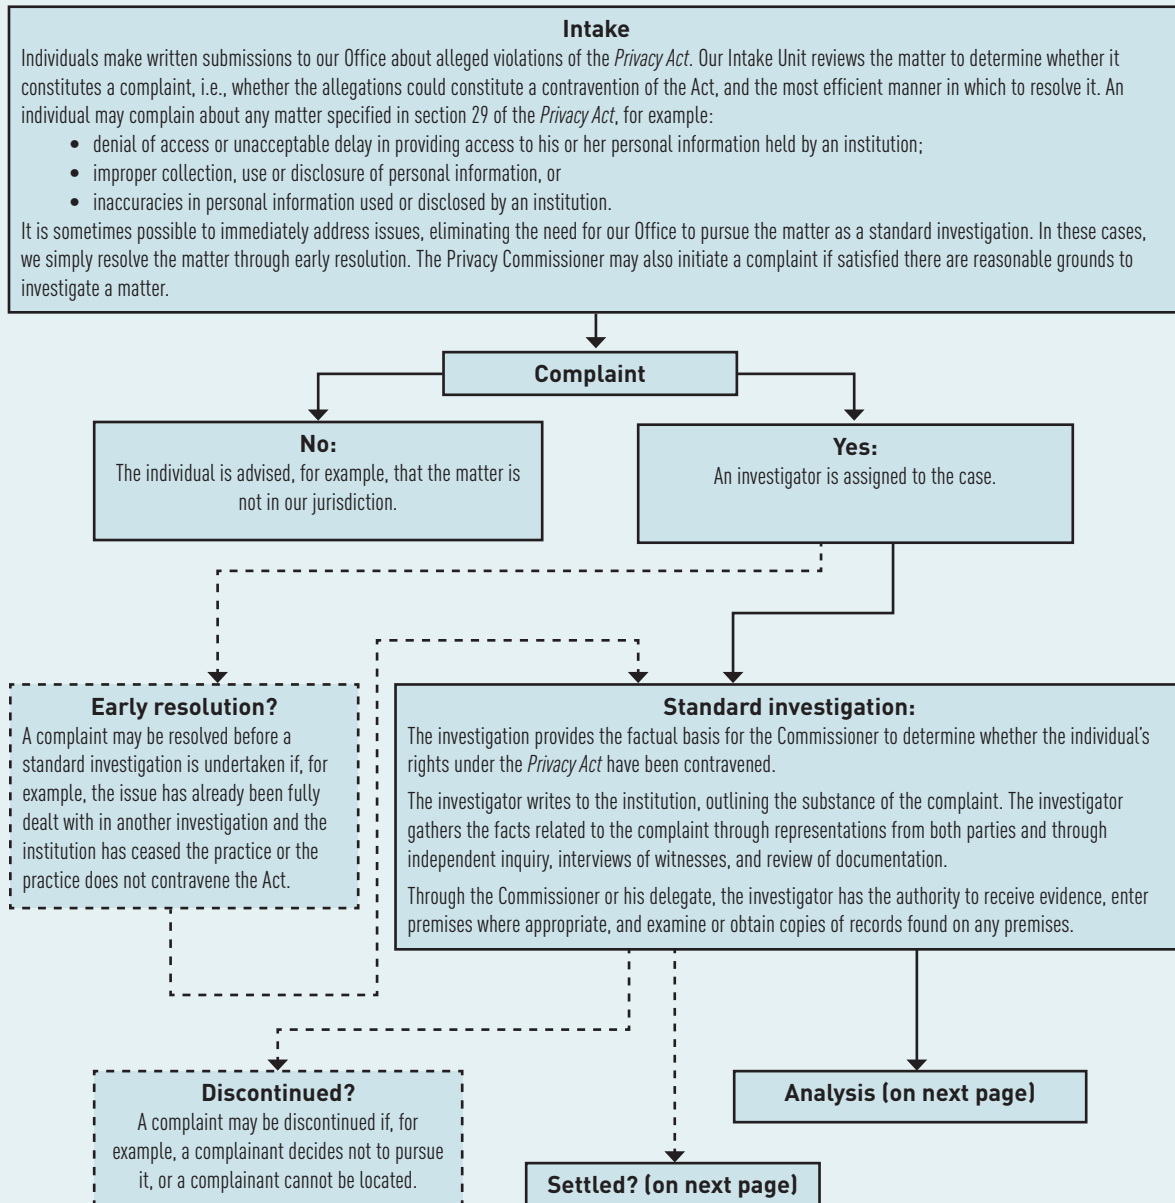 Intake
Individuals make written submissions to our Office about alleged violations of the Privacy Act. Our Intake Unit reviews the matter to determine whether it
constitutes a complaint, i.e., whether the allegations could constitute a contravention of the Act, and the most efficient manner in which to resolve it. An
individual may complain about any matter specified in section 29 of the Privacy Act, for example:
• denial of access or unacceptable delay in providing access to his or her personal information held by an institution;
• improper collection, use or disclosure of personal information, or
• inaccuracies in personal information used or disclosed by an institution.
It is sometimes possible to immediately address issues, eliminating the need for our Office to pursue the matter as a standard investigation. In these cases,
we simply resolve the matter through early resolution. The Privacy Commissioner may also initiate a complaint if satisfied there are reasonable grounds to
investigate a matter.
Complaint
No:
The individual is advised, for example, that the matter is
not in our jurisdiction.
Yes:
An investigator is assigned to the case.
Early resolution?
A complaint may be resolved before a
standard investigation is undertaken if, for
example, the issue has already been fully
dealt with in another investigation and the
institution has ceased the practice or the
practice does not contravene the Act.
Standard investigation:
The investigation provides the factual basis for the Commissioner to determine whether the individual's
rights under the Privacy Act have been contravened.
The investigator writes to the institution, outlining the substance of the complaint. The investigator
gathers the facts related to the complaint through representations from both parties and through
independent inquiry, interviews of witnesses, and review of documentation.
Through the Commissioner or his delegate, the investigator has the authority to receive evidence, enter
premises where appropriate, and examine or obtain copies of records found on any premises.
Discontinued?
A complaint may be discontinued if, for
example, a complainant decides not to pursue
it, or a complainant cannot be located.
Analysis (on next page)
Settled? (on next page)